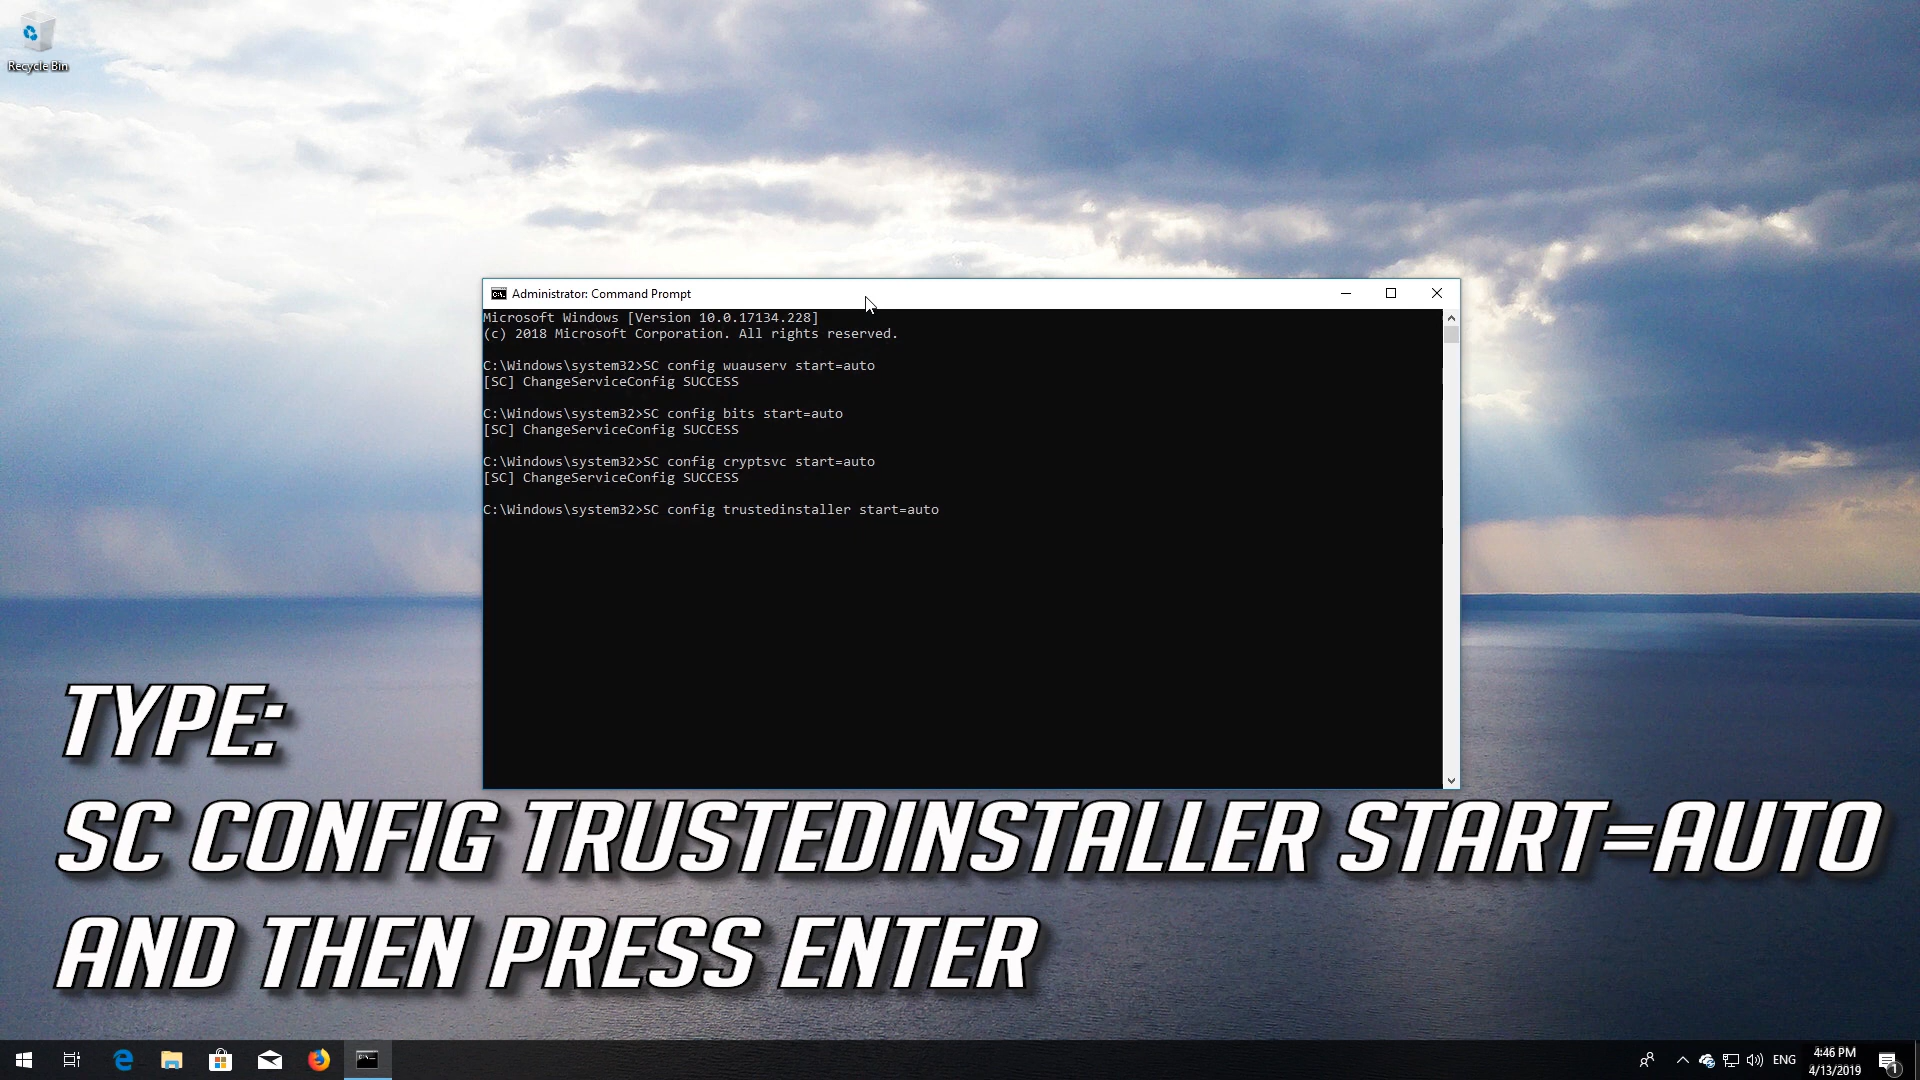 Recycle Bin
Administrator: Command Prompt
Microsoft Windows [Version 10.0.17134.228]
(c) 2018 Microsoft Corporation. All rights reserved.
C:\Windows\system32>SC config wuauserv start=auto
[SC] ChangeServiceConfig SUCCESS
C:\Windows\system32>SC config bits start=auto
[SC] ChangeServiceConfig SUCCESS
C:\Windows\system32>SC config cryptsvc start=auto
[SC] ChangeServiceConfig SUCCESS
C:\Windows\system32>SC config trustedinstaller start=auto
TYPE:
SC CONFIG TRUSTEDINSTALLER START=AUTO
AND THEN PRESS ENTER
ENG
4:46 PM
4/13/2019
1